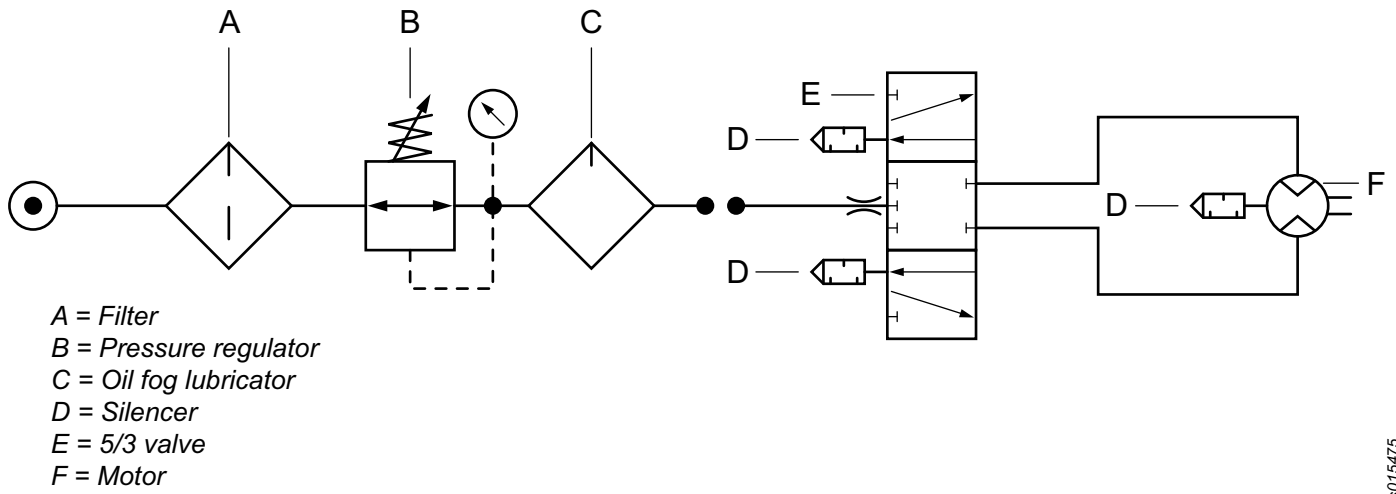 A
B
C
E
D
D
F
D
A = Filter
B = Pressure regulator
C = Oil fog lubricator
D = Silencer
E = 5/3 valve
F = Motor